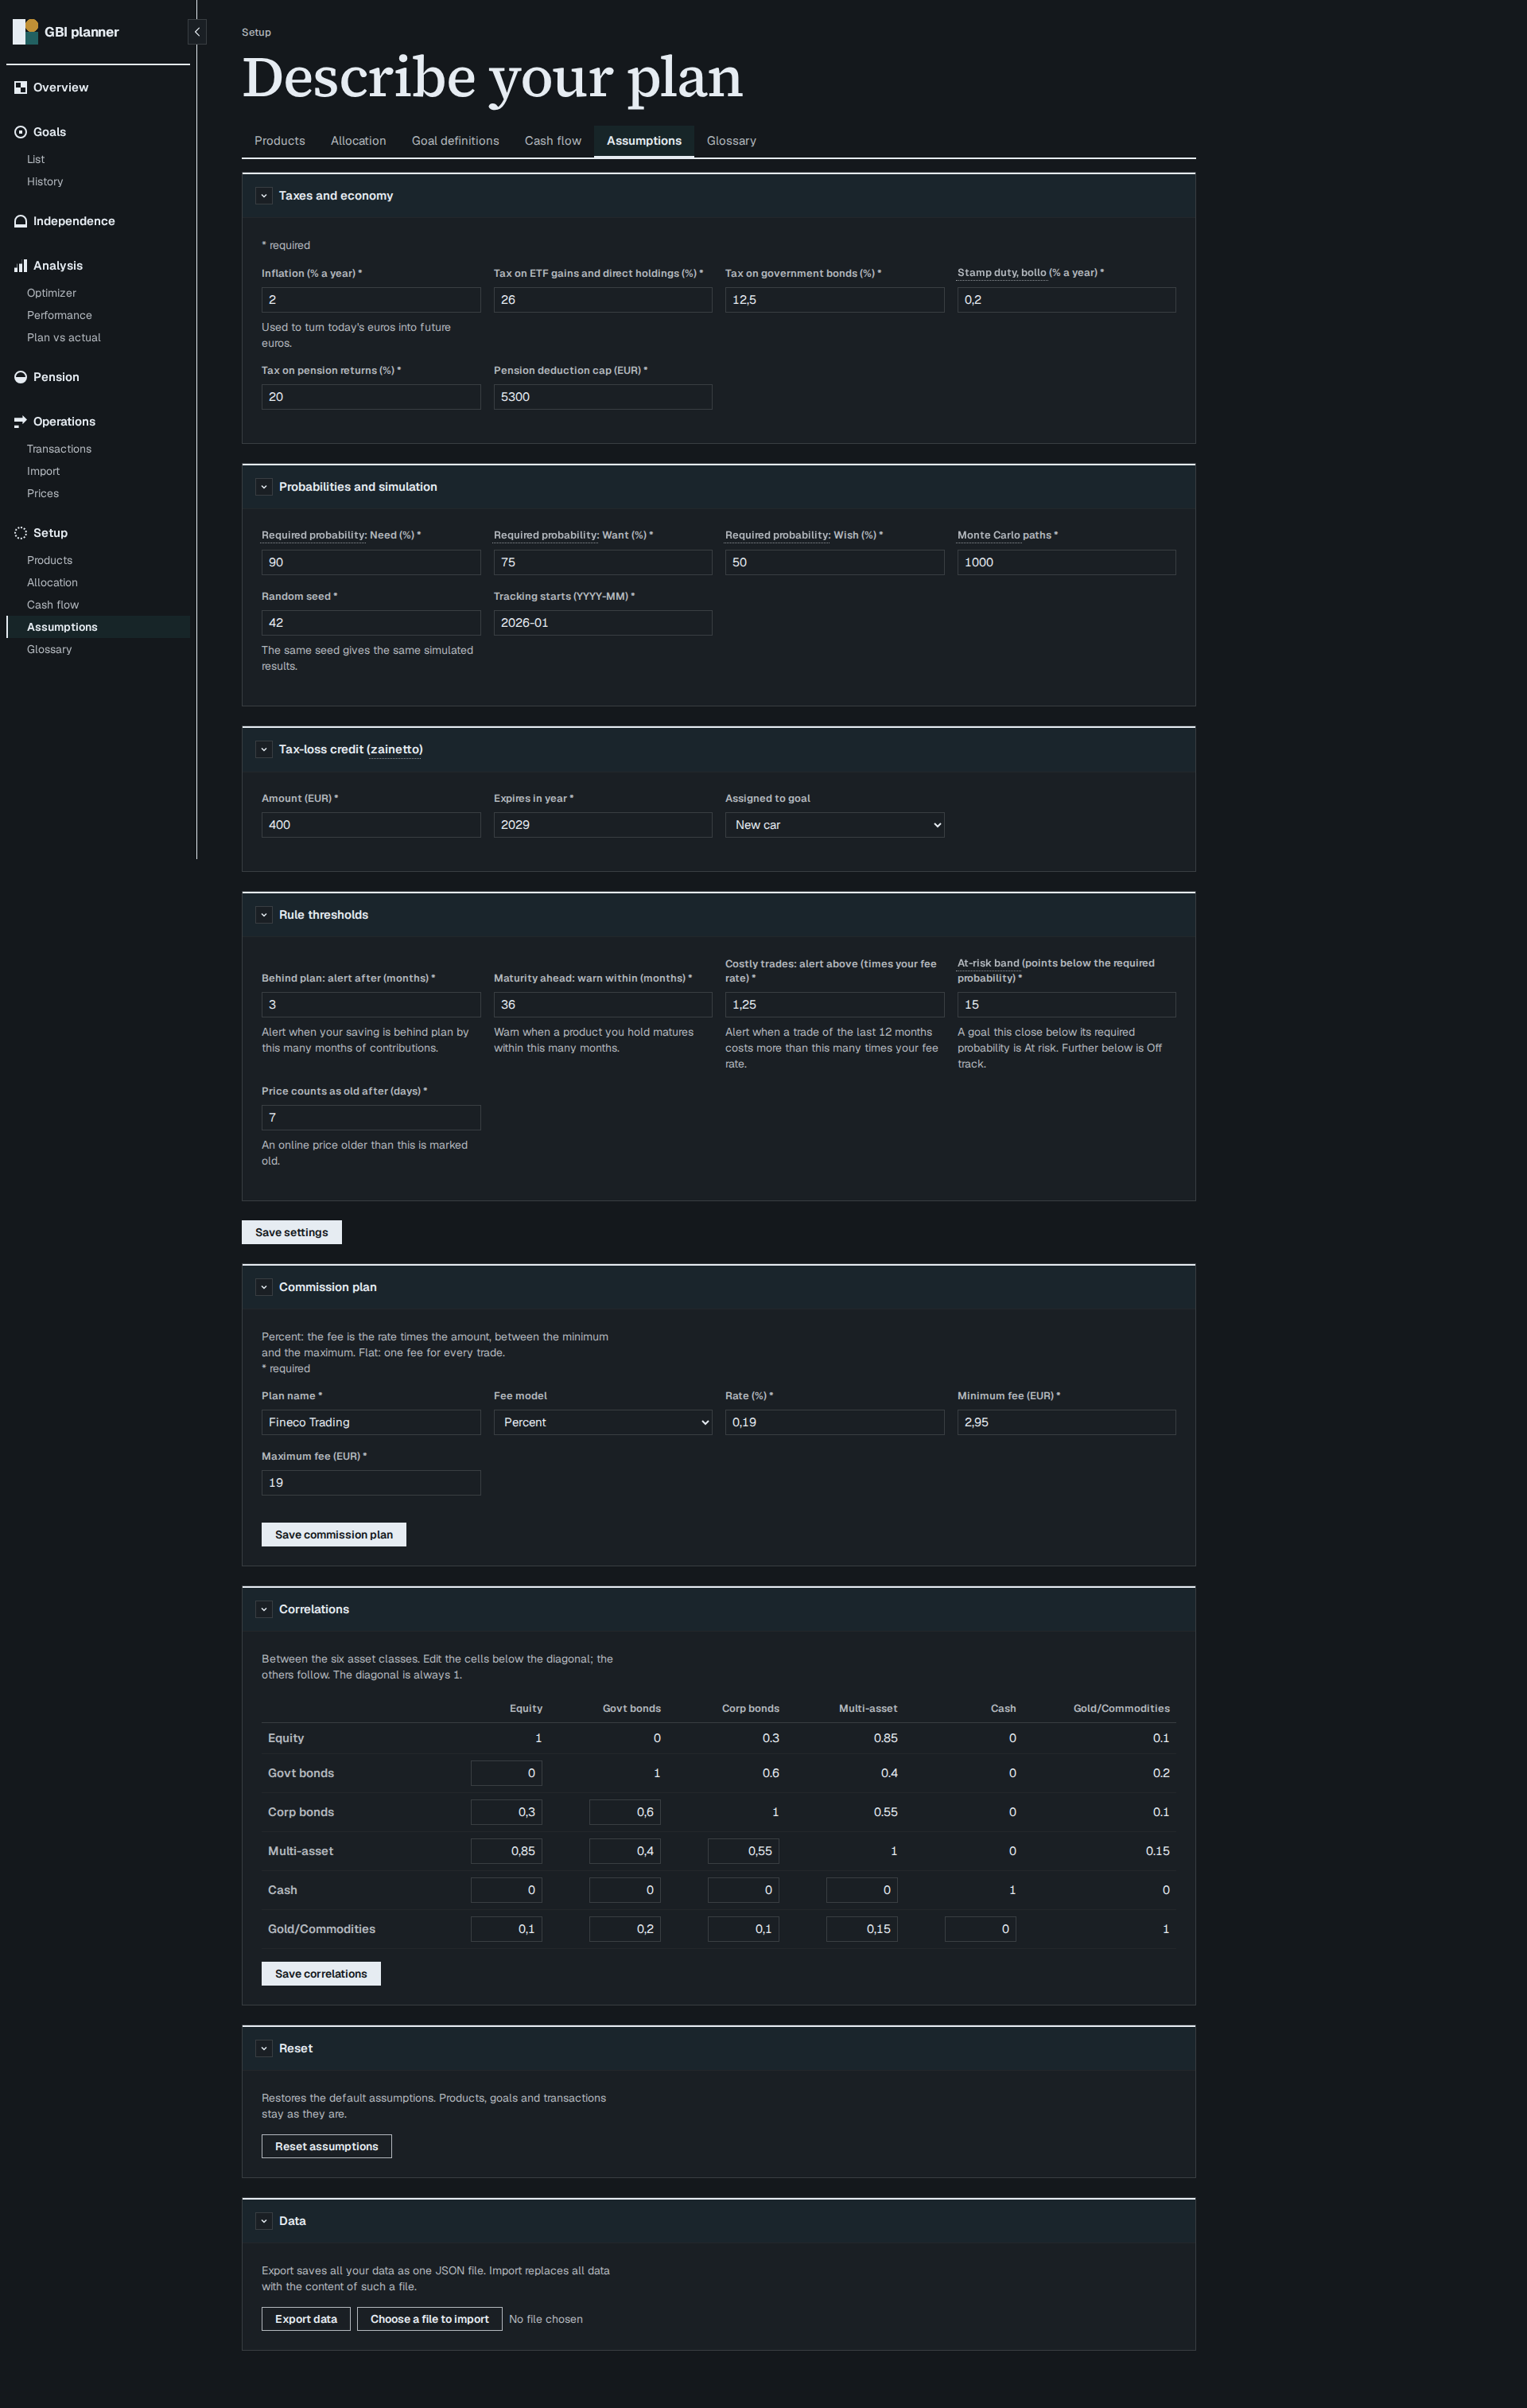 GBI planner
Overview
Goals
List
History
Independence
Analysis
Optimizer
Performance
Plan vs actual
Pension
Operations
Transactions
Import
Prices
Setup
Products
Allocation
Cash flow
Assumptions
Glossary
Setup
Describe your plan
Products Allocation Goal definitions Cash flow Assumptions Glossary
Taxes and economy
* required
Inflation (% a year) * Tax on ETF gains and direct holdings (%) * Tax on government bonds (%) * Stamp duty, bollo (% a year) *
2 26 12,5 0,2
Used to turn today's euros into future
euros.
Tax on pension returns (%) * Pension deduction cap (EUR) *
20 5300
Probabilities and simulation
Required probability: Need (%) * Required probability: Want (%) * Required probability: Wish (%) * Monte Carlo paths *
90 75 50 1000
Random seed * Tracking starts (YYYY-MM) *
42 2026-01
The same seed gives the same simulated
results.
Tax-loss credit (zainetto)
Amount (EUR) * Expires in year * Assigned to goal
400 2029 New car
Rule thresholds
Behind plan: alert after (months) * Maturity ahead: warn within (months) * Costly trades: alert above (times your fee
rate) * At-risk band (points below the required
probability) *
3 36 1,25 15
Alert when your saving is behind plan by
this many months of contributions.
Warn when a product you hold matures
within this many months.
Alert when a trade of the last 12 months
costs more than this many times your fee
rate.
A goal this close below its required
probability is At risk. Further below is Off
track.
Price counts as old after (days) *
7
An online price older than this is marked
old.
Save settings
Commission plan
Percent: the fee is the rate times the amount, between the minimum
and the maximum. Flat: one fee for every trade.
* required
Plan name * Fee model Rate (%) * Minimum fee (EUR) *
Fineco Trading Percent 0,19 2,95
Maximum fee (EUR) *
19
Save commission plan
Correlations
Between the six asset classes. Edit the cells below the diagonal; the
others follow. The diagonal is always 1.
Equity Govt bonds Corp bonds Multi-asset Cash Gold/Commodities
Equity 1 0 0.3 0.85 0 0.1
Govt bonds 0 1 0.6 0.4 0 0.2
Corp bonds 0,3 0,6 1 0.55 0 0.1
Multi-asset 0,85 0,4 0,55 1 0 0.15
Cash 0 0 0 0 1 0
Gold/Commodities 0,1 0,2 0,1 0,15 0 1
Save correlations
Reset
Restores the default assumptions. Products, goals and transactions
stay as they are.
Reset assumptions
Data
Export saves all your data as one JSON file. Import replaces all data
with the content of such a file.
Export data Choose a file to import No file chosen